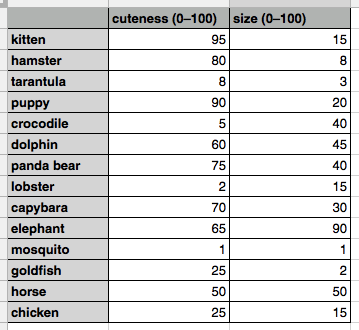 cuteness (0–100) size (0–100)
kitten 95 15
hamster 80 8
tarantula 8 3
puppy 90 20
crocodile 5 40
dolphin 60 45
panda bear 75 40
lobster 2 15
capybara 70 30
elephant 65 90
mosquito 1 1
goldfish 25 2
horse 50 50
chicken 25 15